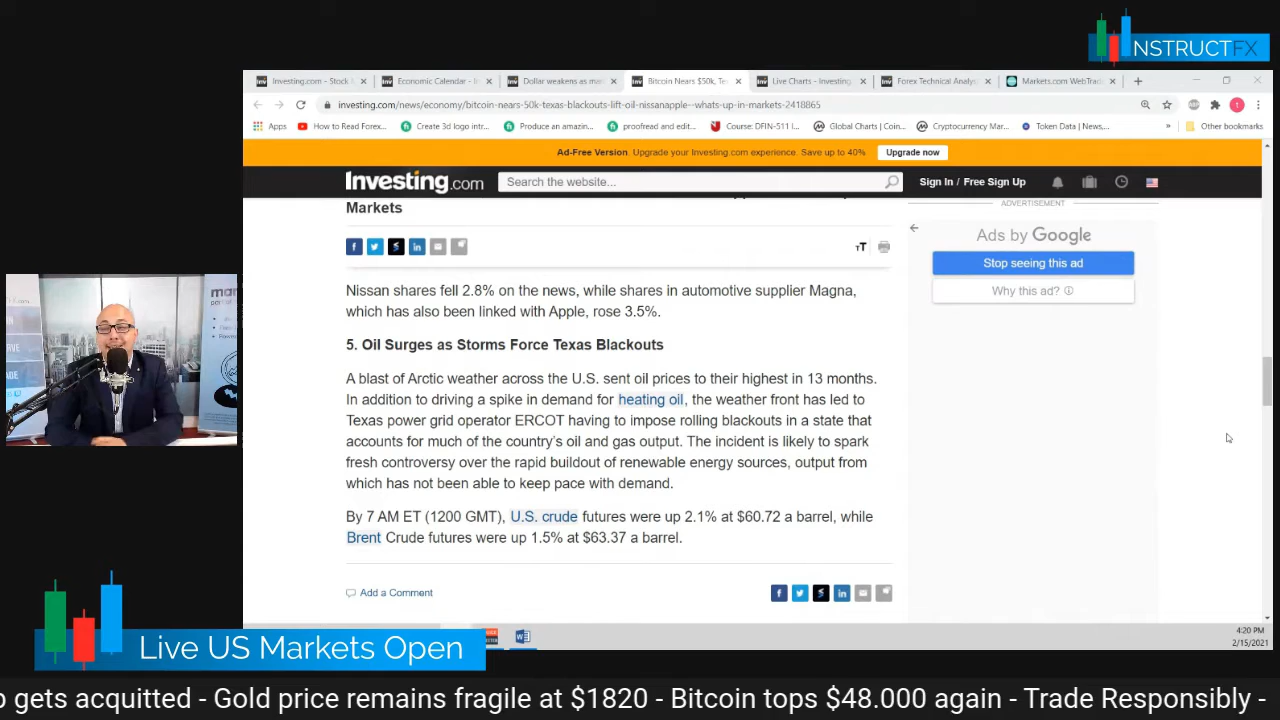 NSTRUCTFX
Investing.com - Stock
Economic Calendar - I
Dollar weakens as mar
Bitcoin Nears $50k, Te
Live Charts - Investing.
Forex Technical Analy
Markets.com WebTra
investing.com/news/economy/bitcoin-nears-50k-texas-blackouts-lift-oil-nissanapple--whats-up-in-markets-2418865
Apps
How to Read Forex...
Create 3d logo intr...
Produce an amazin...
proofread and edit...
Course: DFIN-511 I...
Global Charts | Coin...
Cryptocurrency Mar...
Token Data | News,...
»
Other bookmarks
Ad-Free Version. Upgrade your Investing.com experience. Save up to 40%
Upgrade now
Investing.com
Search the website...
Sign In / Free Sign Up
Markets
ADVERTISEMENT
Ads by Google
Stop seeing this ad
Why this ad?
Nissan shares fell 2.8% on the news, while shares in automotive supplier Magna,
which has also been linked with Apple, rose 3.5%.
5. Oil Surges as Storms Force Texas Blackouts
A blast of Arctic weather across the U.S. sent oil prices to their highest in 13 months.
In addition to driving a spike in demand for heating oil, the weather front has led to
Texas power grid operator ERCOT having to impose rolling blackouts in a state that
accounts for much of the country's oil and gas output. The incident is likely to spark
fresh controversy over the rapid buildout of renewable energy sources, output from
which has not been able to keep pace with demand.
By 7 AM ET (1200 GMT), U.S. crude futures were up 2.1% at $60.72 a barrel, while
Brent Crude futures were up 1.5% at $63.37 a barrel.
Add a Comment
4:20 PM
2/15/2021
Live US Markets Open
gets acquitted - Gold price remains fragile at $1820 - Bitcoin tops $48.000 again - Trade Responsibly -